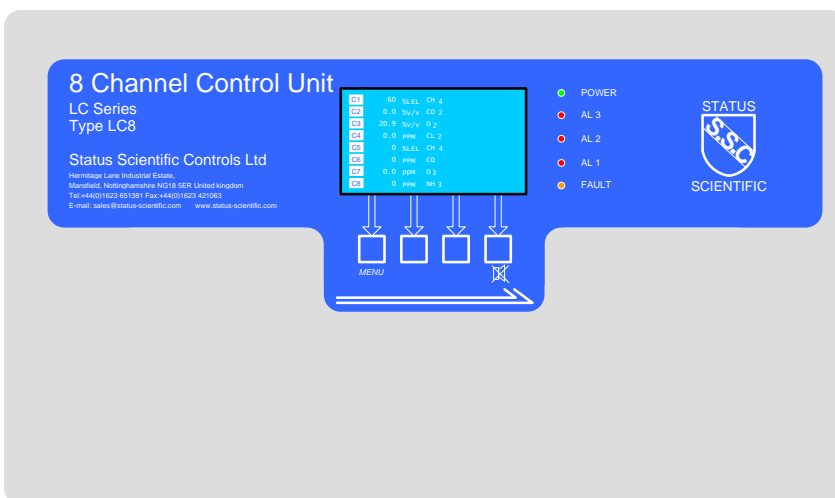 8 Channel Control Unit
LC Series
Type LC8
Status Scientific Controls Ltd
Hermitage Lane Industrial Estate,
Mansfield, Nottinghamshire NG18 5ER United kingdom
Tel:+44(0)1623 651381 Fax:+44(0)1623 421063
E-mail: sales@status-scientific.com www.status-scientific.com
C1 60 %LEL CH 4
C2 0.0 %v/v CO 2
C3 20.9 %v/v O 2
C4 0.0 PPM CL 2
C5 0 %LEL CH 4
C6 0 PPM CO
C7 0.0 ppm O 3
C8 0 PPM NH 3
MENU
POWER
AL 3
AL 2
AL 1
FAULT
STATUS
S.S.C.
SCIENTIFIC